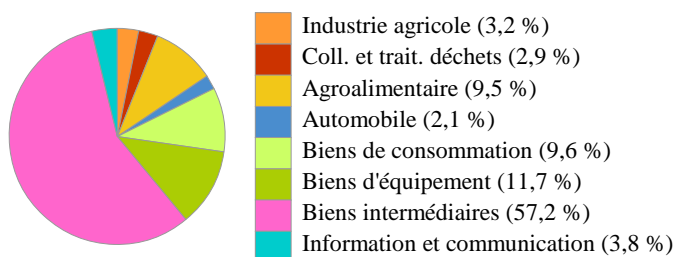 Industrie agricole (3,2 %)
Coll. et trait. déchets (2,9 %)
Agroalimentaire (9,5 %)
Automobile (2,1 %)
Biens de consommation (9,6 %)
Biens d'équipement (11,7 %)
Biens intermédiaires (57,2 %)
Information et communication (3,8 %)